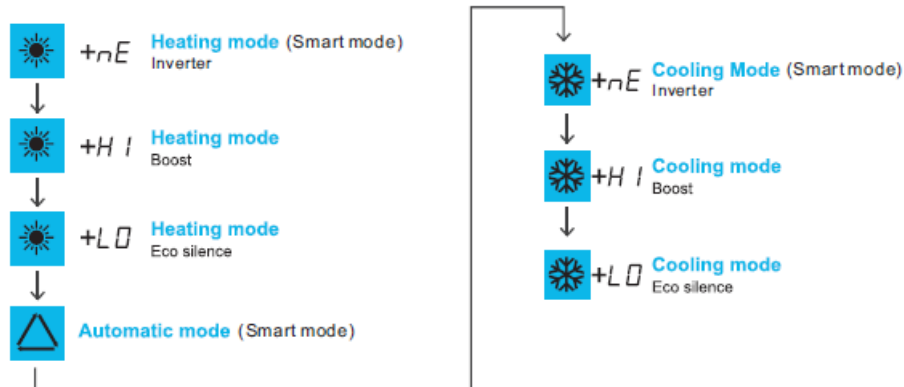 +nE Heating mode (Smart mode)
Inverter
+HI Heating mode
Boost
+LO Heating mode
Eco silence
Automatic mode (Smart mode)
+nE Cooling Mode (Smart mode)
Inverter
+HI Cooling mode
Boost
+LO Cooling mode
Eco silence